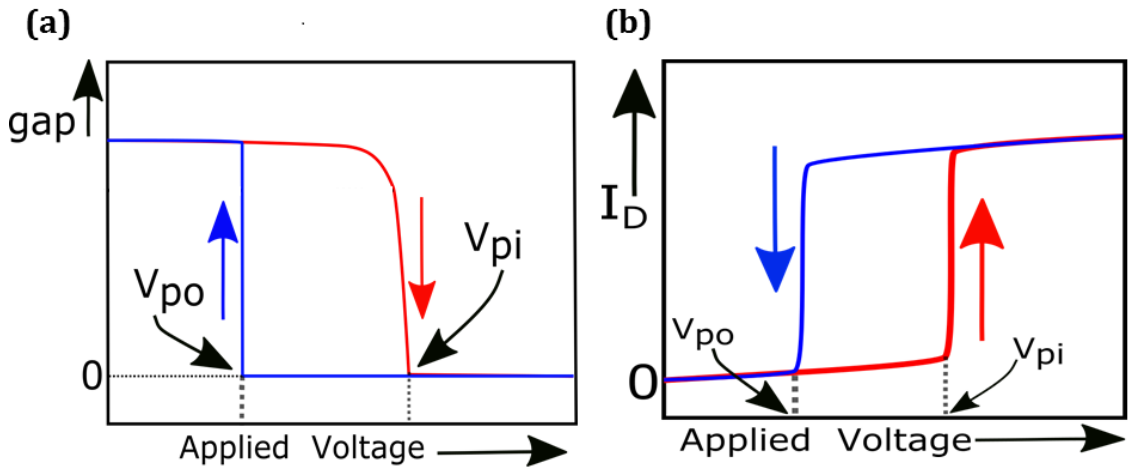 (a)
gap
Vpo
Vpi
0
Applied Voltage
(b)
ID
Vpo
Vpi
0
Applied Voltage